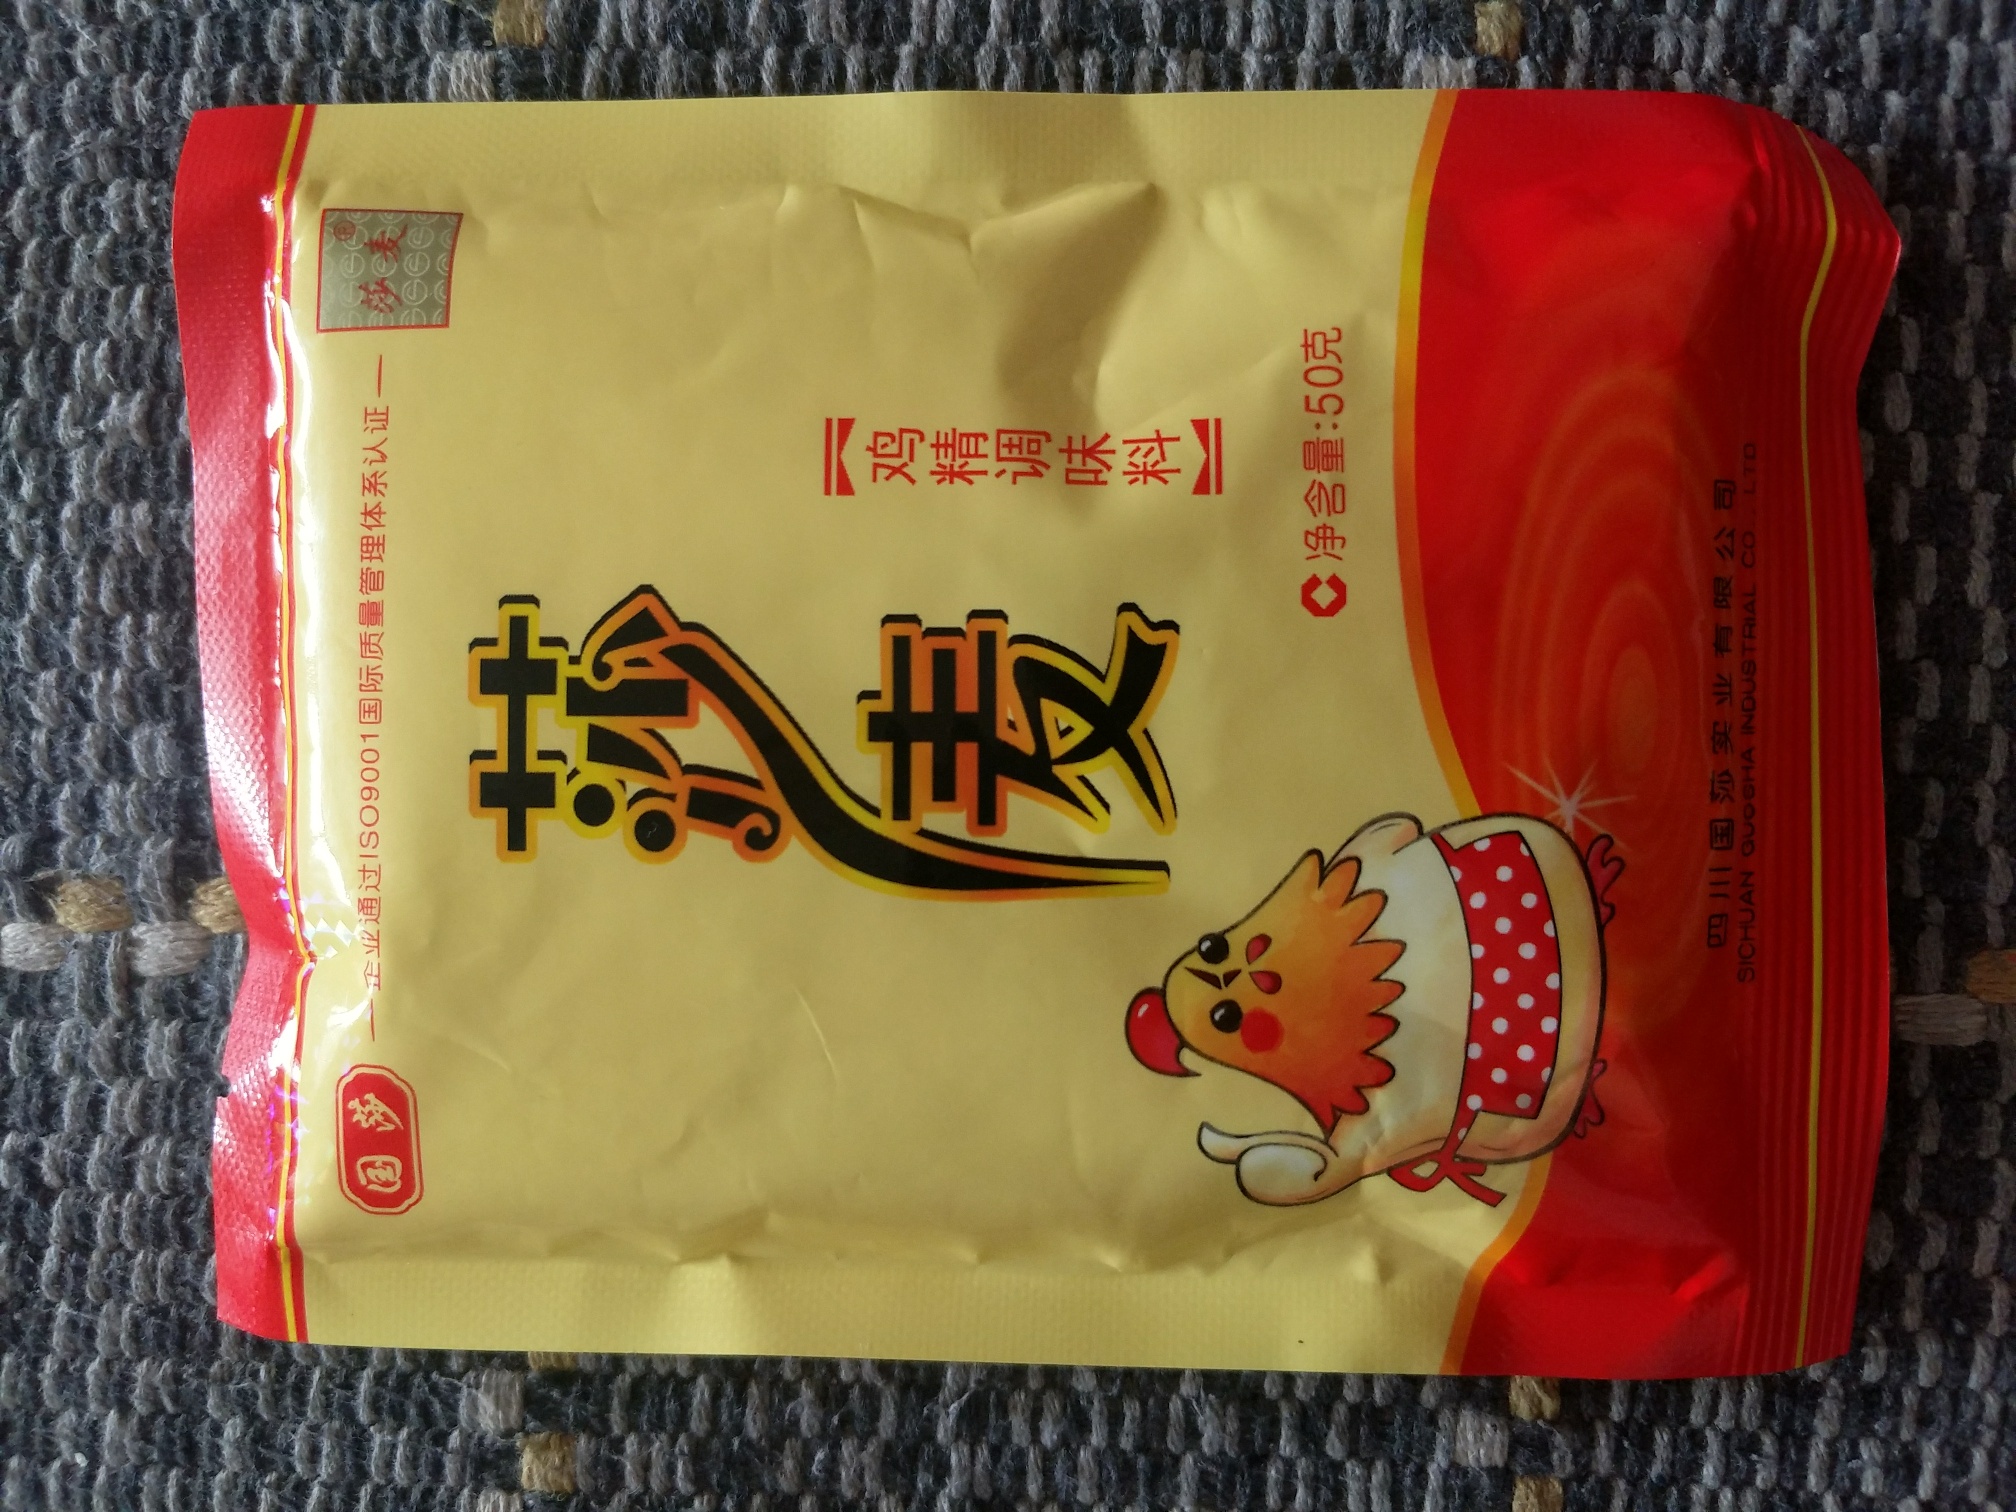 国莎
—企业通过ISO9001国际质量管理体系认证—
莎麦®
莎麦
【鸡精调味料】
净含量:50克
四川国莎实业有限公司
SICHUAN GUOSHA INDUSTRIAL CO LTD